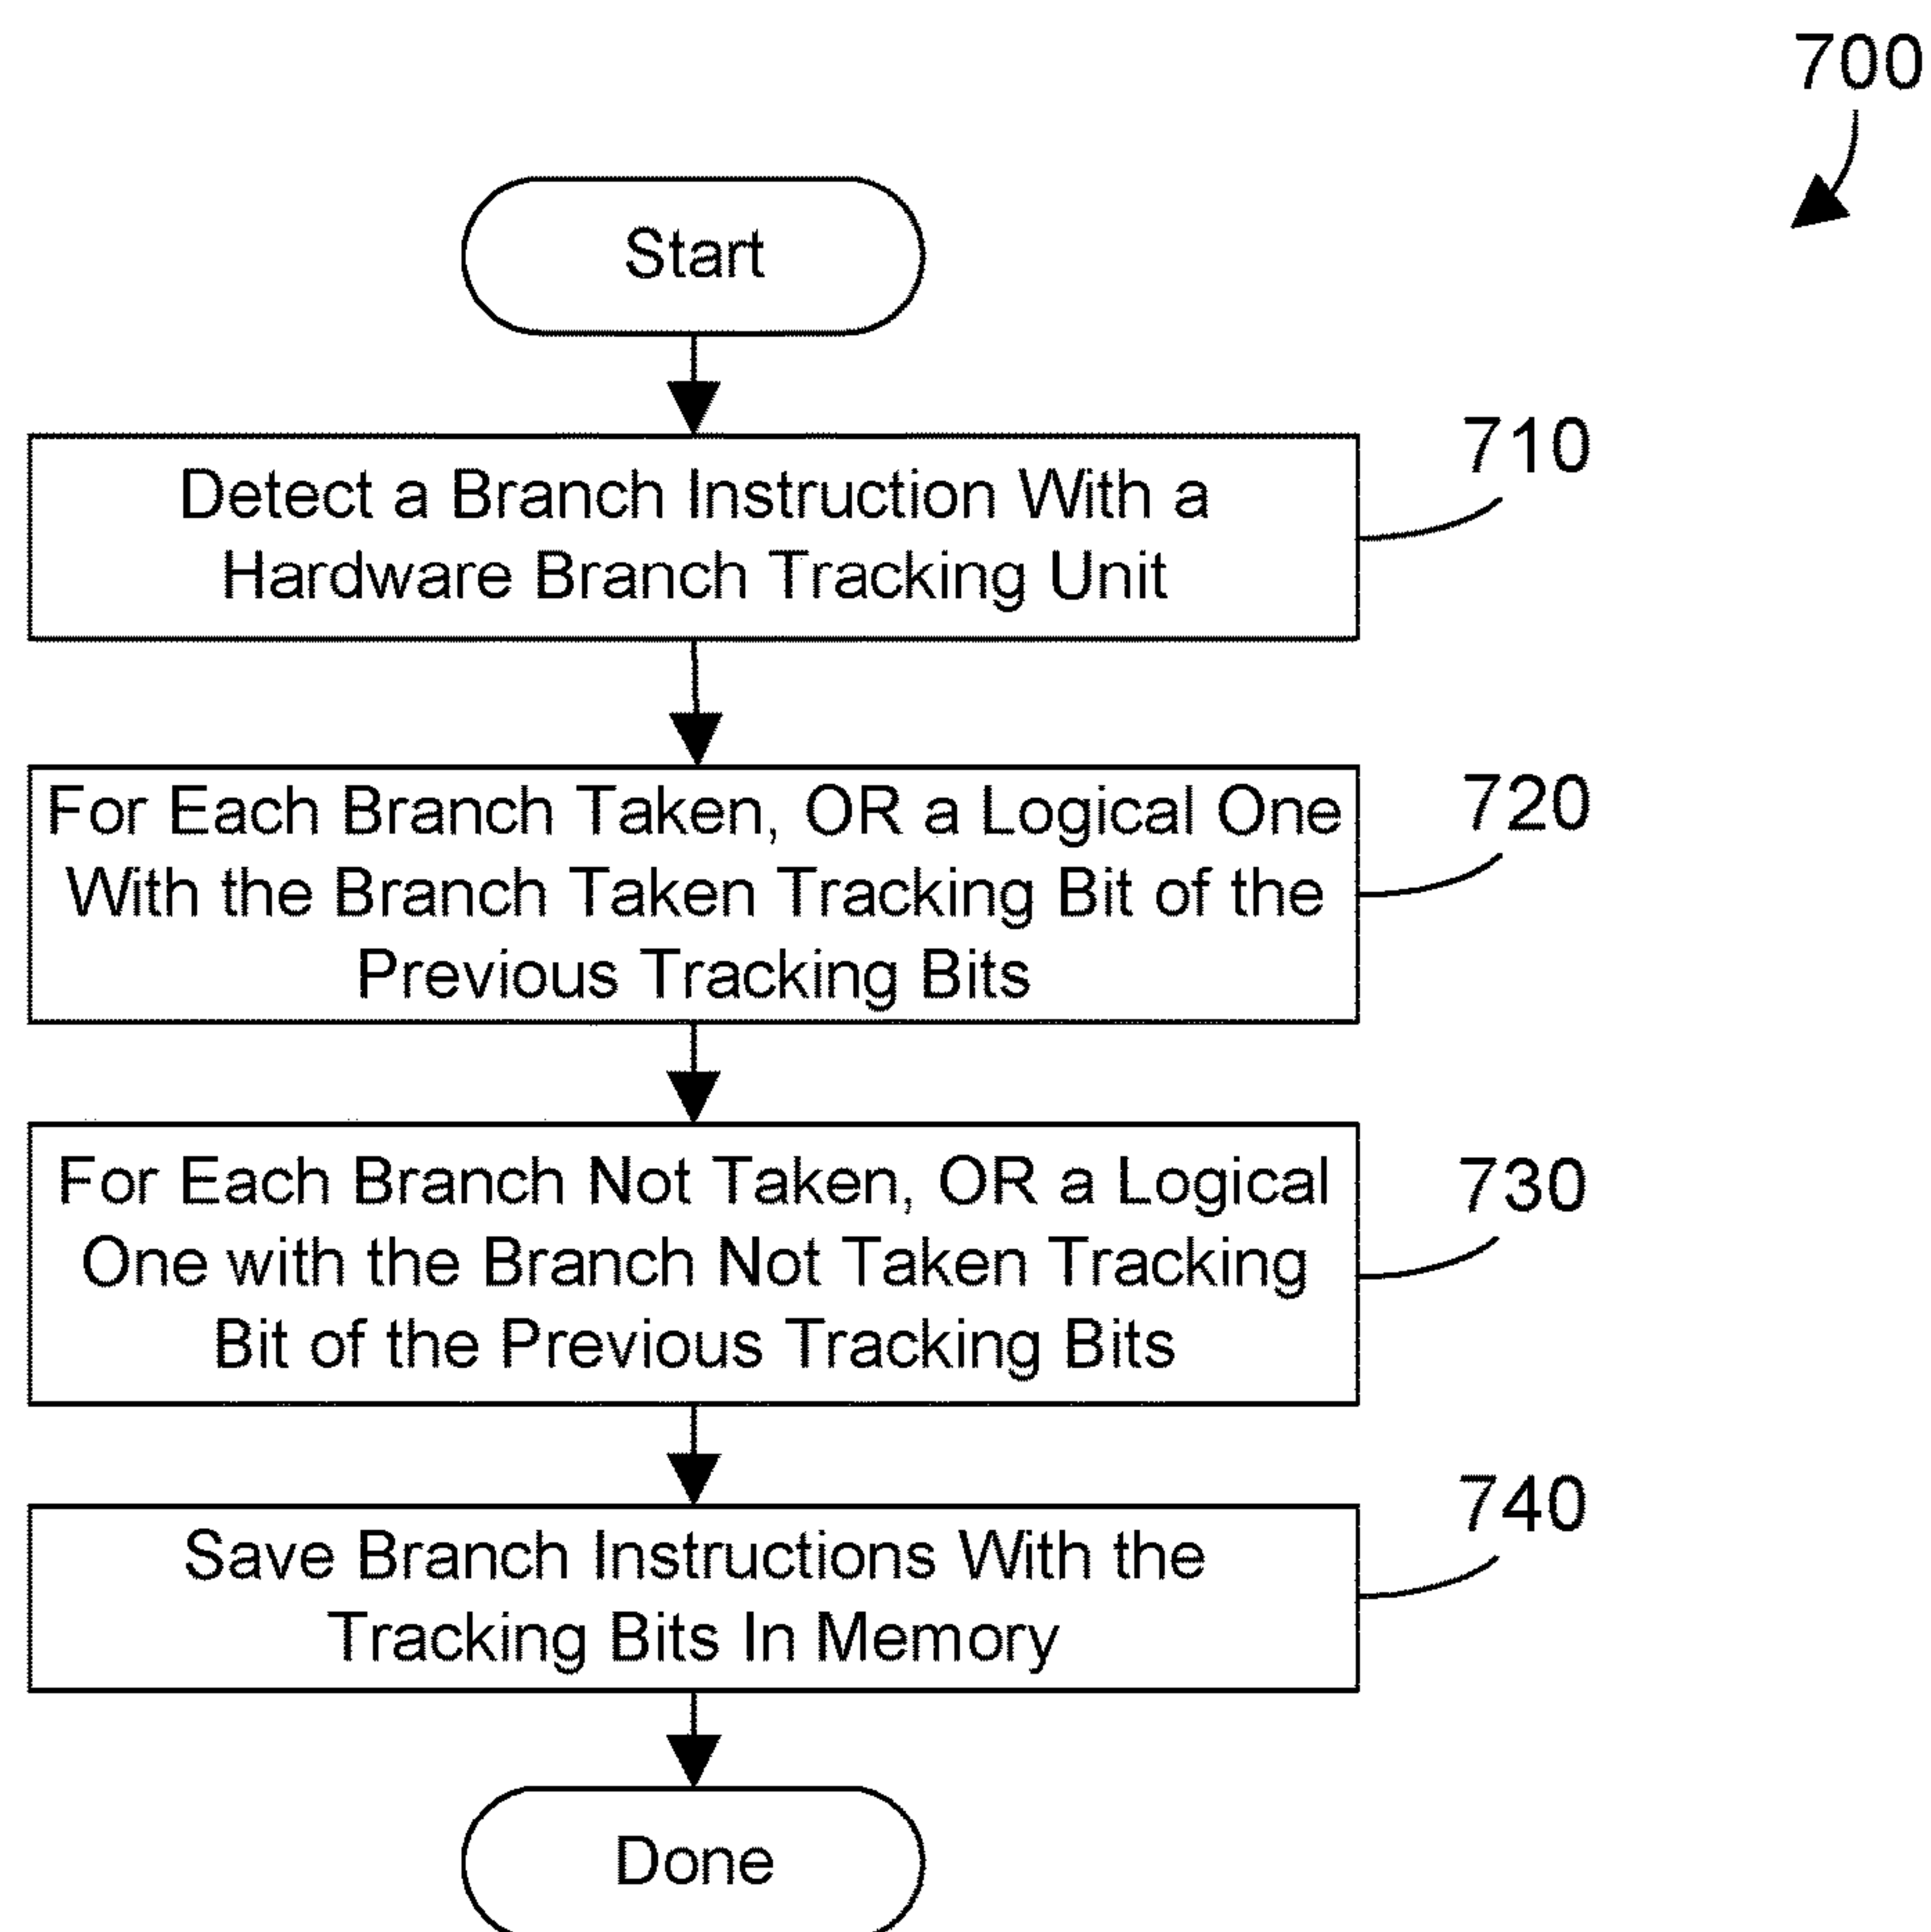 700
Start
710
Detect a Branch Instruction With a
Hardware Branch Tracking Unit
720
For Each Branch Taken, OR a Logical One
With the Branch Taken Tracking Bit of the
Previous Tracking Bits
730
For Each Branch Not Taken, OR a Logical
One with the Branch Not Taken Tracking
Bit of the Previous Tracking Bits
740
Save Branch Instructions With the
Tracking Bits In Memory
Done